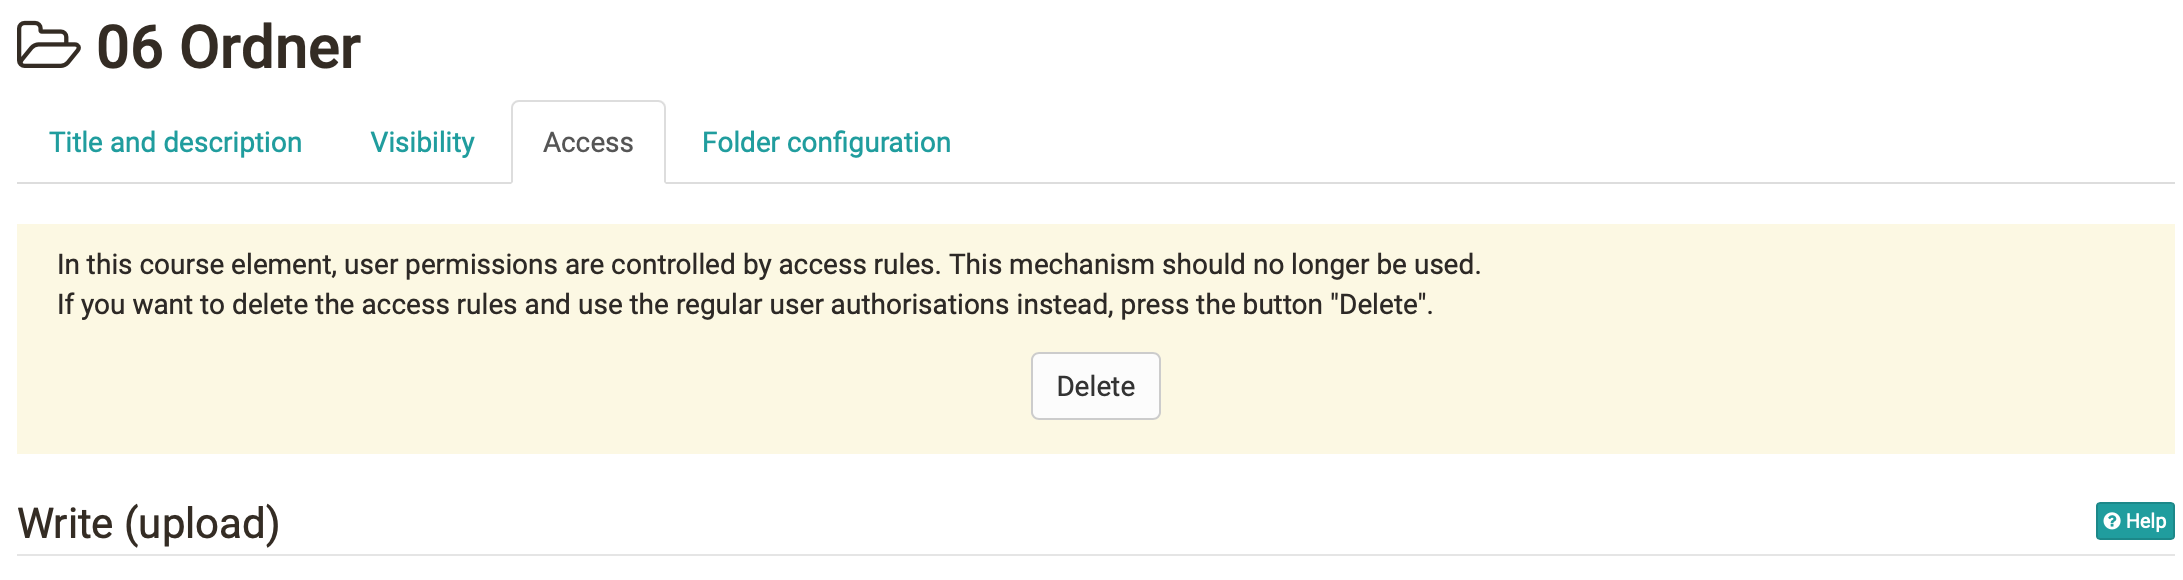 06 Ordner
Title and description Visibility Access Folder configuration
In this course element, user permissions are controlled by access rules. This mechanism should no longer be used.
If you want to delete the access rules and use the regular user authorisations instead, press the button "Delete".
Delete
Write (upload)
Help